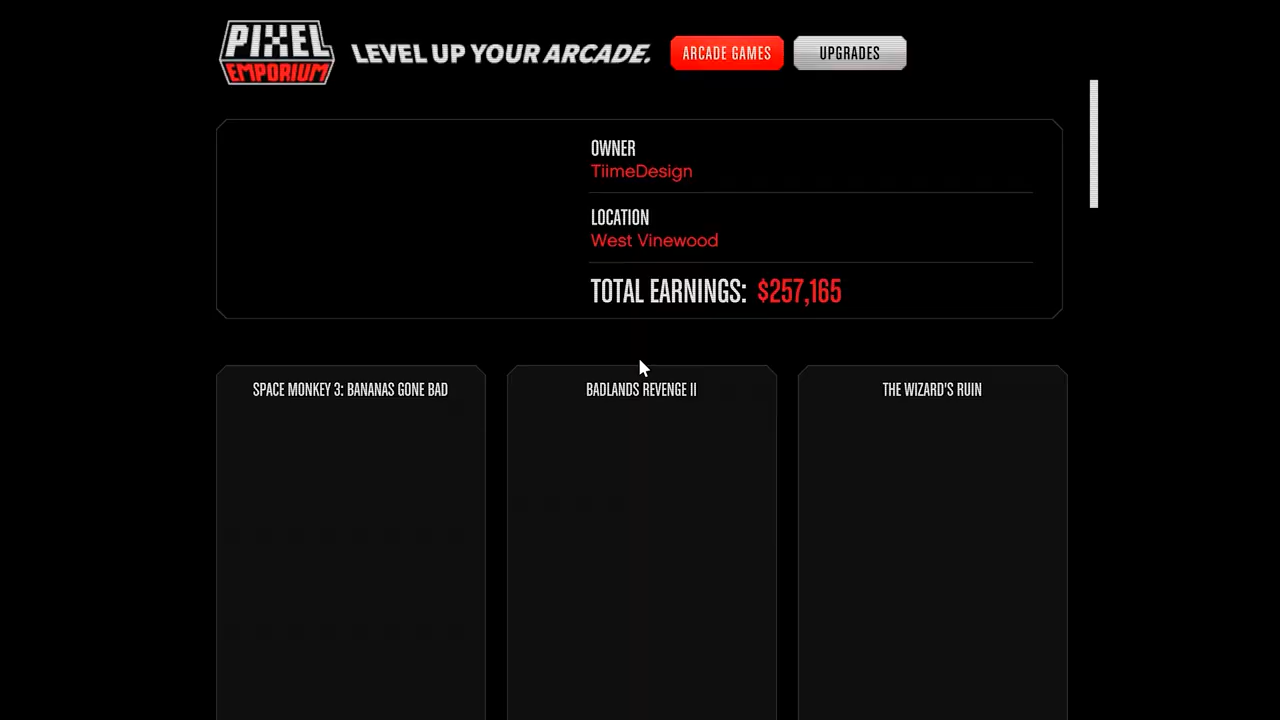 PIXEL
EMPORIUM
LEVEL UP YOUR ARCADE.
ARCADE GAMES
UPGRADES
OWNER
TiimeDesign
LOCATION
West Vinewood
TOTAL EARNINGS: $257,165
SPACE MONKEY 3: BANANAS GONE BAD
BADLANDS REVENGE II
THE WIZARD'S RUIN